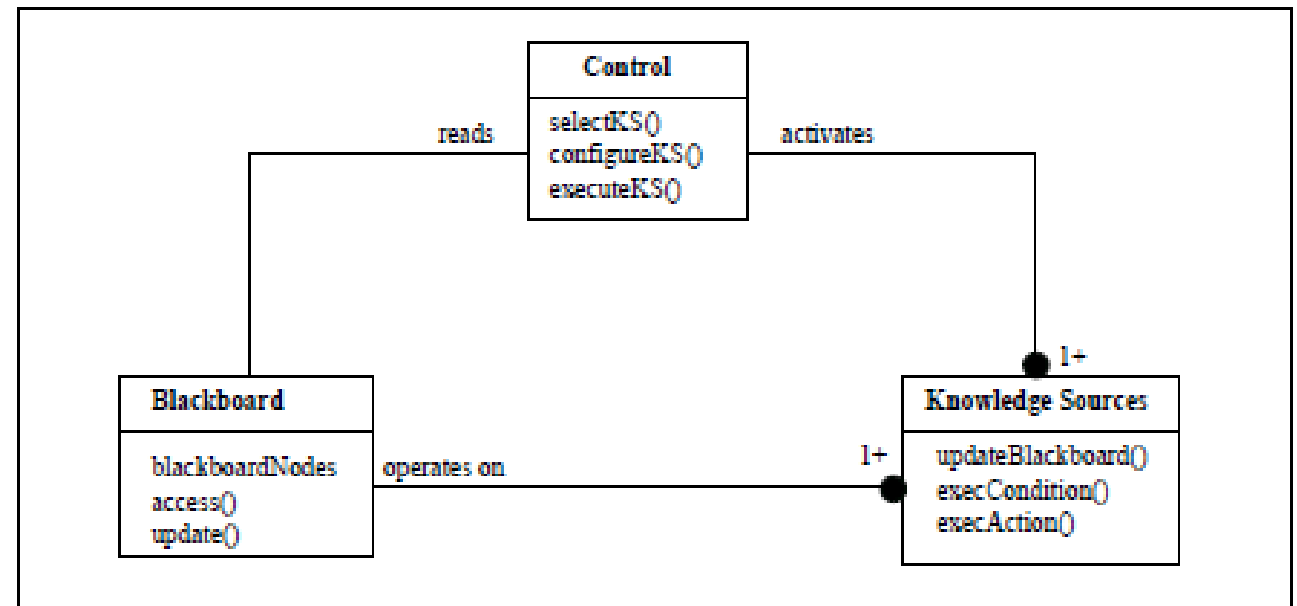 Control
selectKS()
configureKS()
executeKS()
reads
activates
1+
Blackboard
blackboardNodes
access()
update()
operates on
1+
Knowledge Sources
updateBlackboard()
execCondition()
execAction()